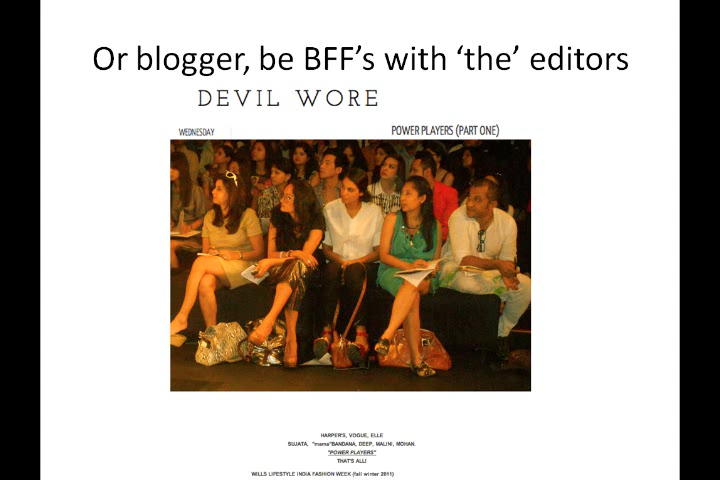 Or blogger, be BFF's with ‘the’ editors
DEVIL WORE
WEDNESDAY
POWER PLAYERS (PART ONE)
HARPER'S, VOGUE, ELLE
SUJATA, "mama"BANDANA, DEEP, MALINI, MOHAN.
"POWER PLAYERS"
THAT'S ALL!
WILLS LIFESTYLE INDIA FASHION WEEK (fall winter 2011)